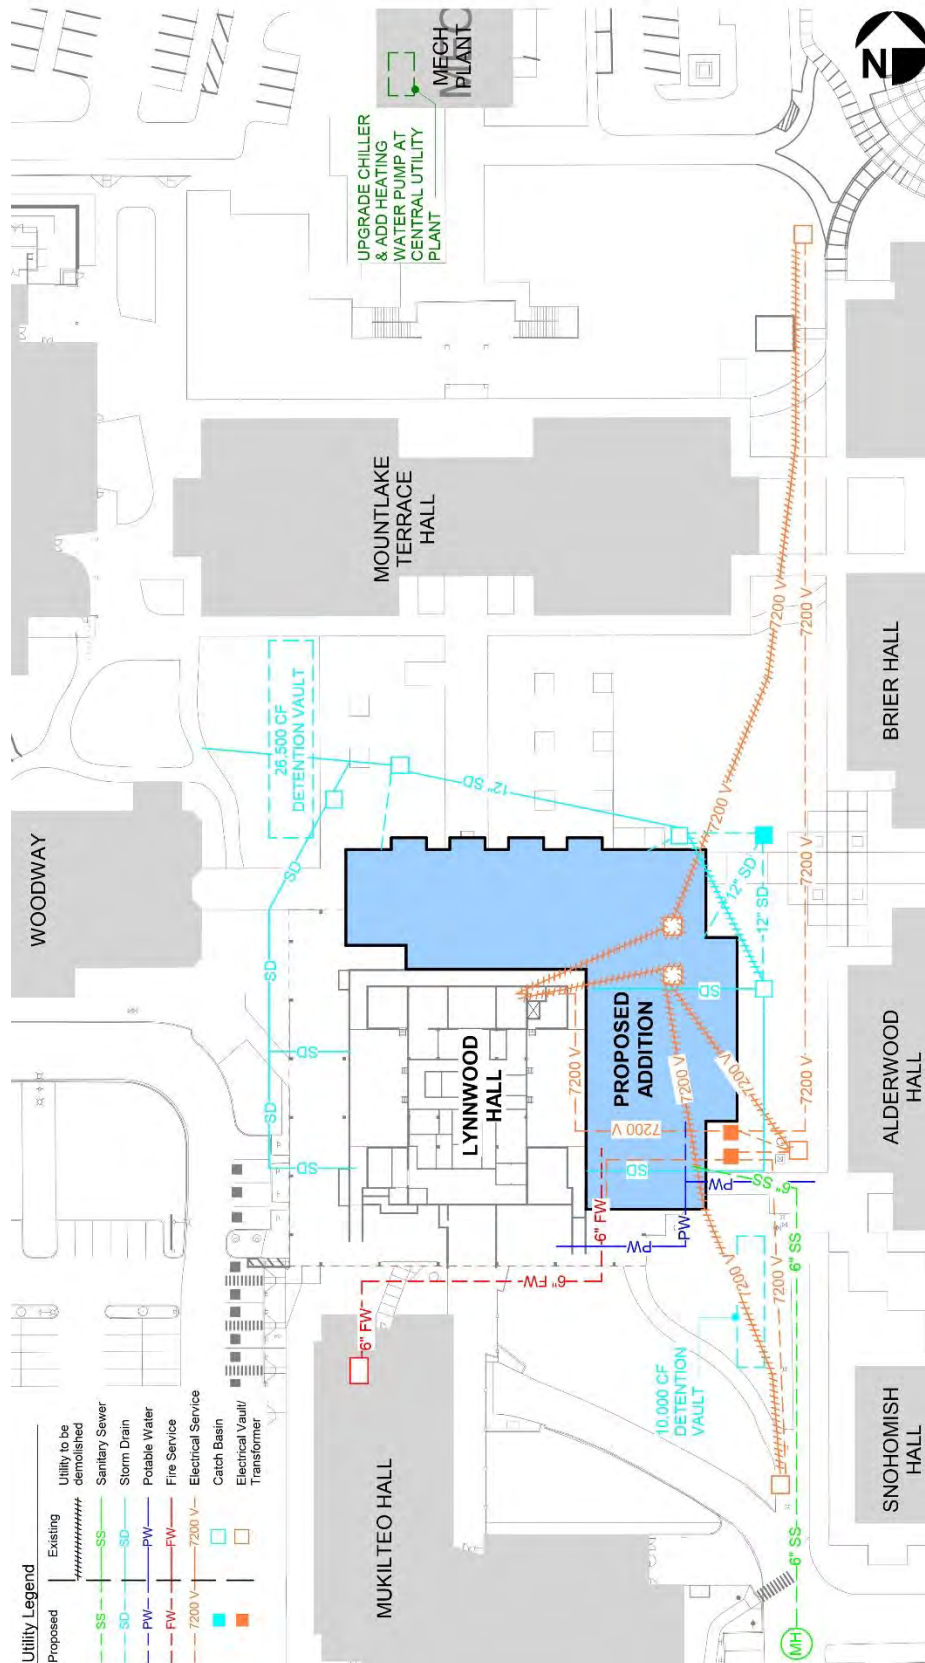 N
MECH
PLANT
UPGRADE CHILLER
& ADD HEATING
WATER PUMP AT
CENTRAL UTILITY
PLANT
MOUNTLAKE
TERRACE
HALL
7200 V
7200 V
BRIER HALL
26,500 CF
DETENTION VAULT
12" SD
7200 V
7200 V
WOODWAY
SD
SD
SD
SD
SD
12" SD
12" SD
SD
SD
LYNNWOOD
HALL
PROPOSED
ADDITION
7200 V
7200 V
7200 V
7200 V
ALDERWOOD
HALL
PW
PW
PW
6" SS
6" SS
6" FW
6" FW
6" FW
7200 V
7200 V
10,000 CF
DETENTION
VAULT
MUKILTEO HALL
SNOHOMISH
HALL
6" SS
MH
Utility Legend
Proposed
Existing
Utility to be
demolished
SS
SS
Sanitary Sewer
SD
SD
Storm Drain
PW
PW
Potable Water
FW
FW
Fire Service
7200 V
7200 V
Electrical Service
Catch Basin
Electrical Vault/
Transformer